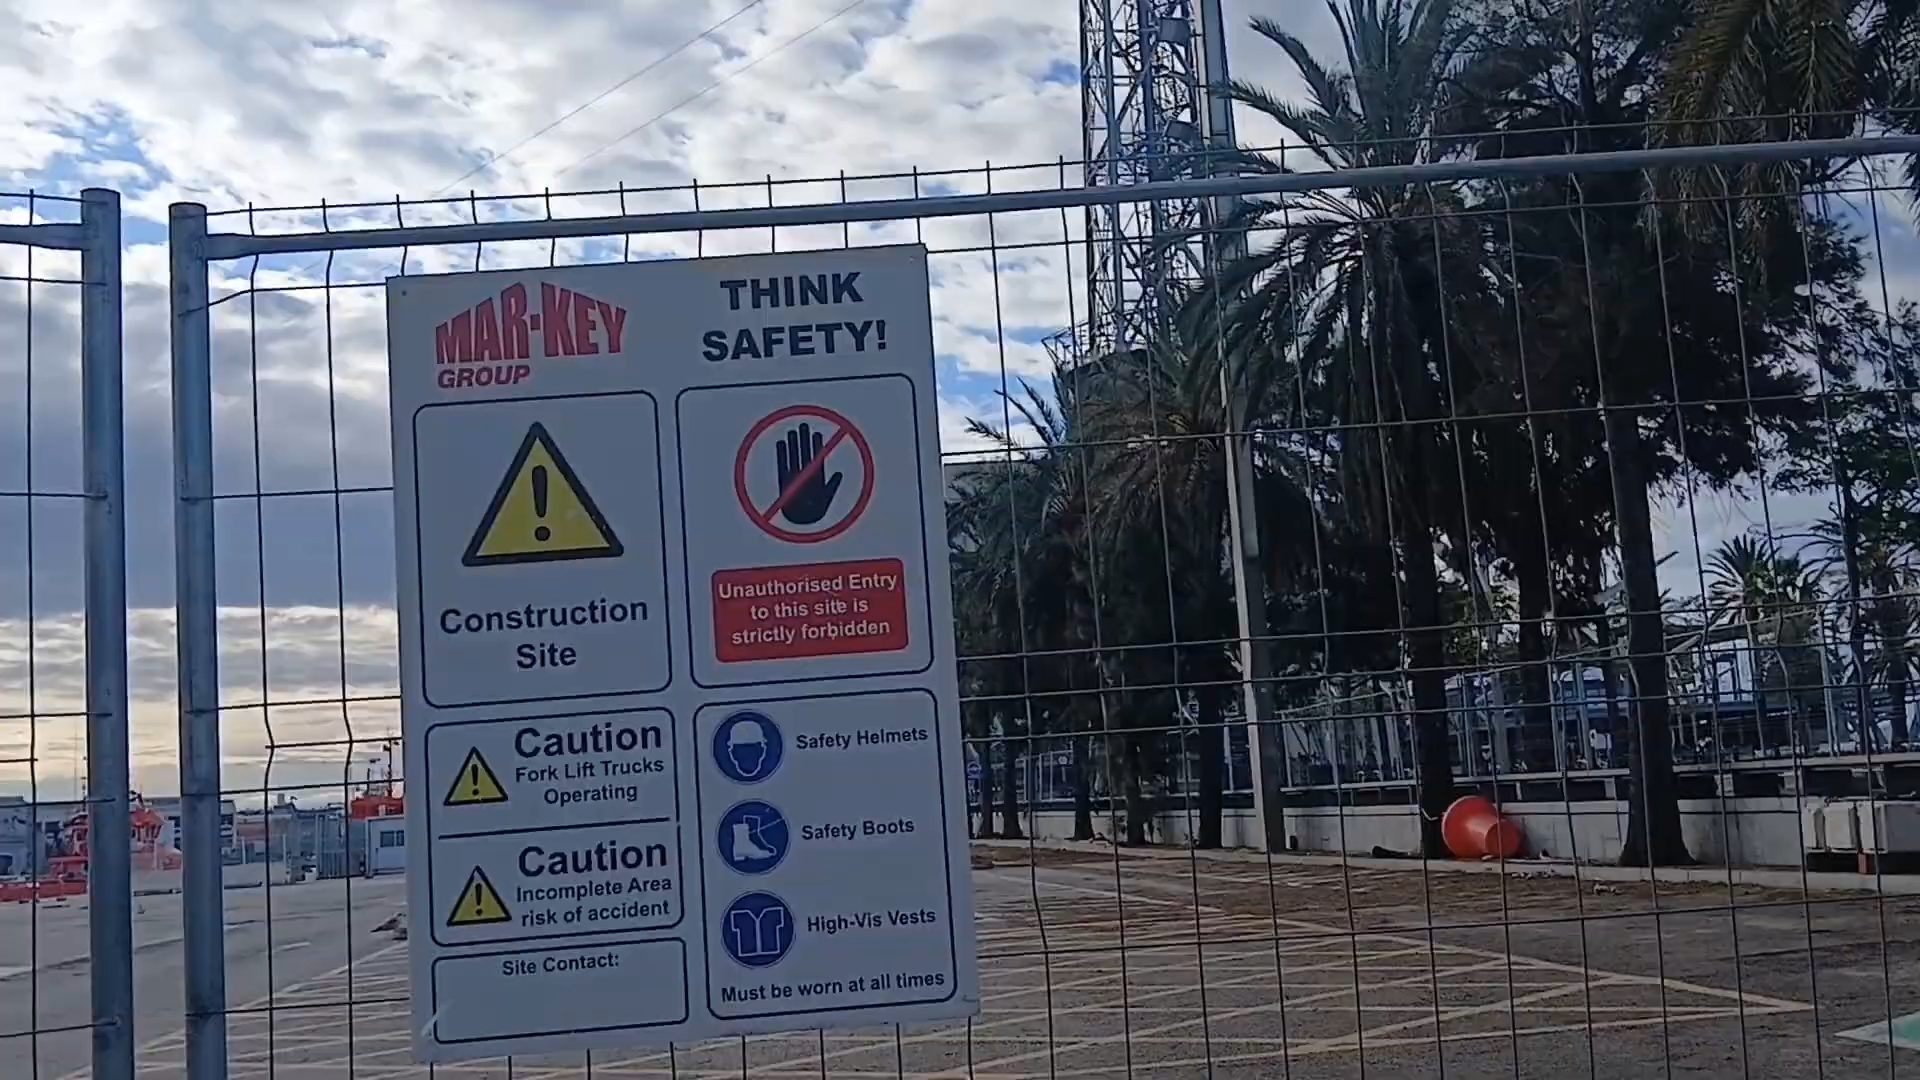 MAR-KEY
GROUP
THINK
SAFETY!
Construction
Site
Unauthorised Entry
to this site is
strictly forbidden
Caution
Fork Lift Trucks
Operating
Caution
Incomplete Area
risk of accident
Site Contact:
Safety Helmets
Safety Boots
High-Vis Vests
Must be worn at all times